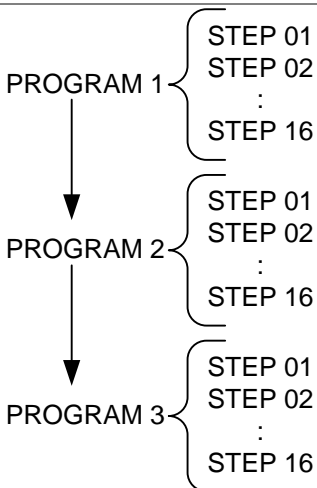 STEP 01
STEP 02
PROGRAM 1
:
STEP 16
STEP 01
STEP 02
PROGRAM 2
:
STEP 16
STEP 01
STEP 02
PROGRAM 3
:
STEP 16